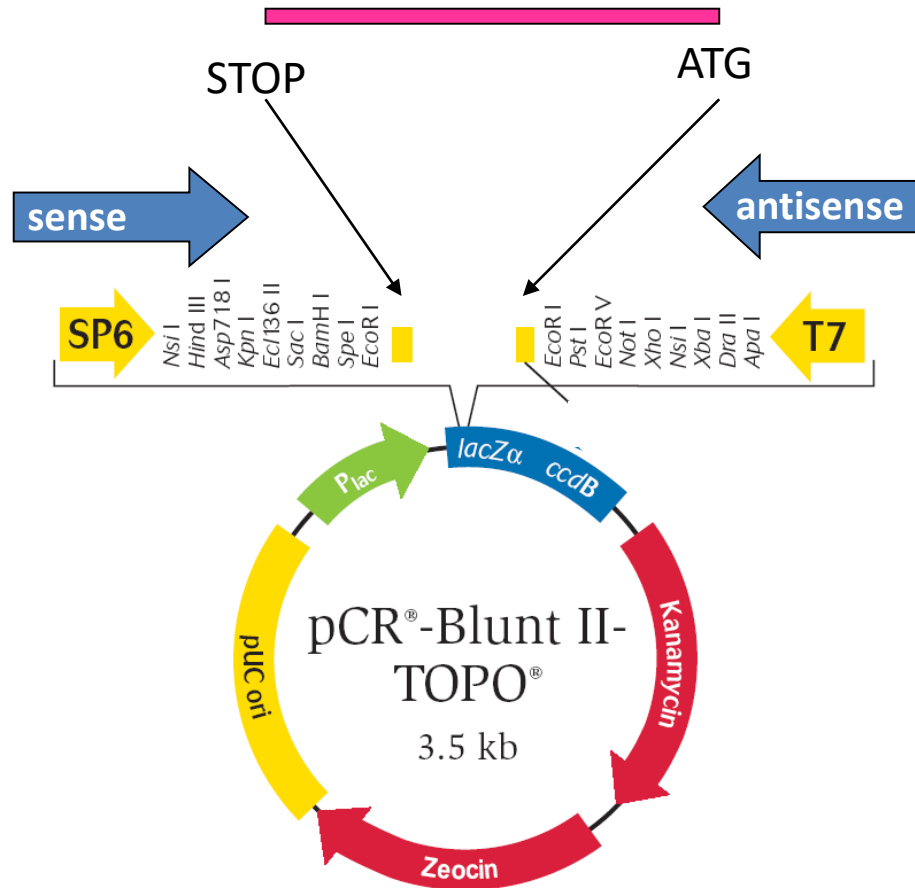 STOP
ATG
sense
antisense
SP6
Nsi I
Hind III
Asp718 I
Kpn I
Ecl136 II
Sac I
BamH I
Spe I
EcoR I
EcoR I
Pst I
EcoR V
Not I
Xho I
Nsi I
Xba I
Dra II
Apa I
T7
Plac
lacZα ccdB
pUC ori
Kanamycin
pCR®-Blunt II-
TOPO®
3.5 kb
Zeocin